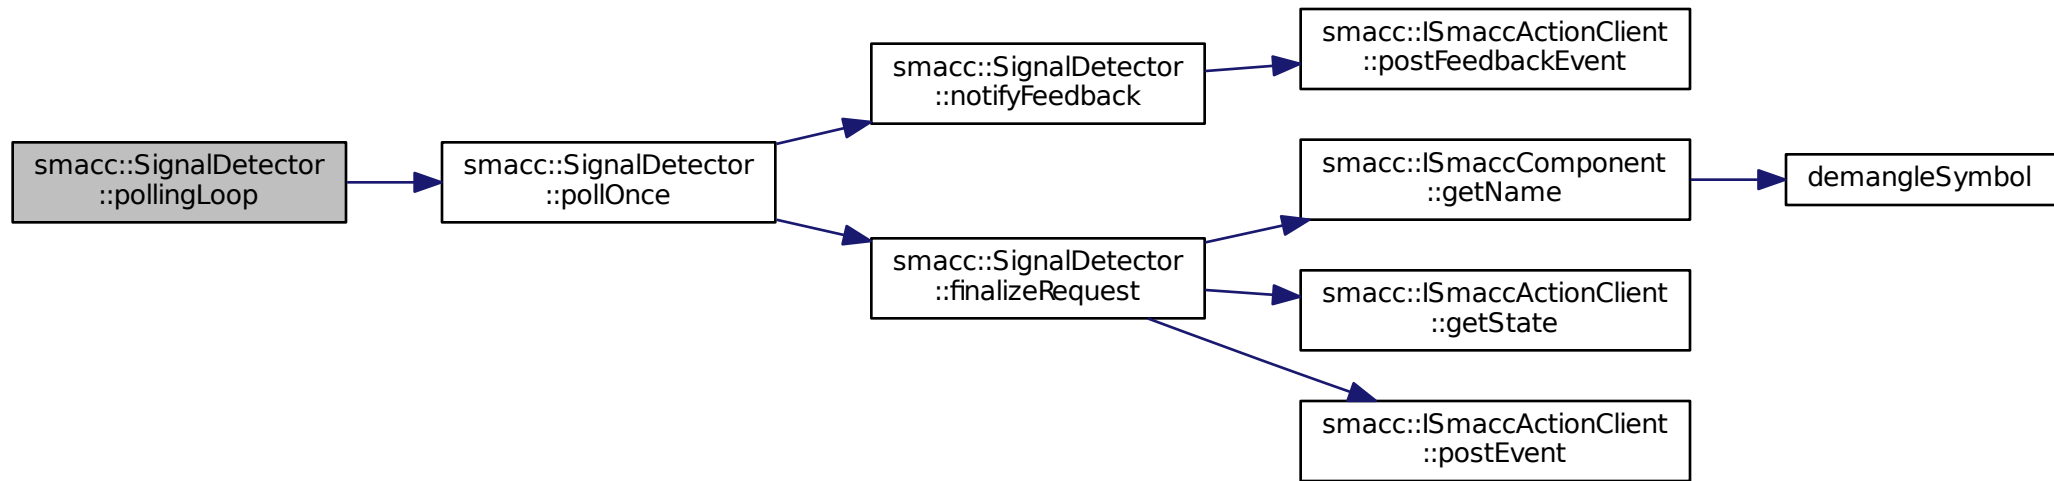 smacc::SignalDetector
::pollingLoop
smacc::SignalDetector
::pollOnce
smacc::SignalDetector
::notifyFeedback
smacc::ISmaccActionClient
::postFeedbackEvent
smacc::SignalDetector
::finalizeRequest
smacc::ISmaccComponent
::getName
demangleSymbol
smacc::ISmaccActionClient
::getState
smacc::ISmaccActionClient
::postEvent